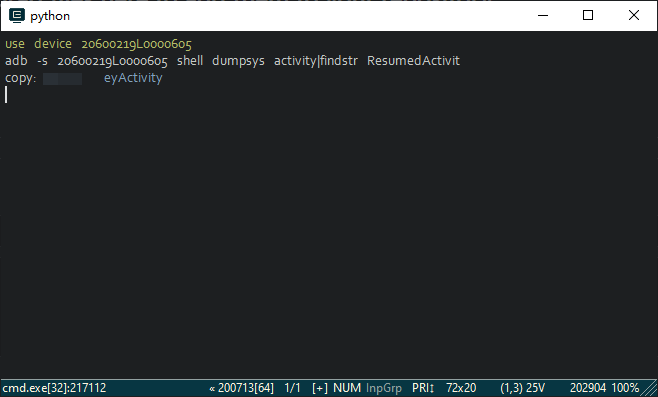 python
use device 20600219L0000605
adb -s 20600219L0000605 shell dumpsys activity|findstr ResumedActivit
copy: eyActivity
cmd.exe[32]:217112 « 200713[64] 1/1 [+] NUM InpGrp PRI↕ 72x20 (1,3) 25V 202904 100%